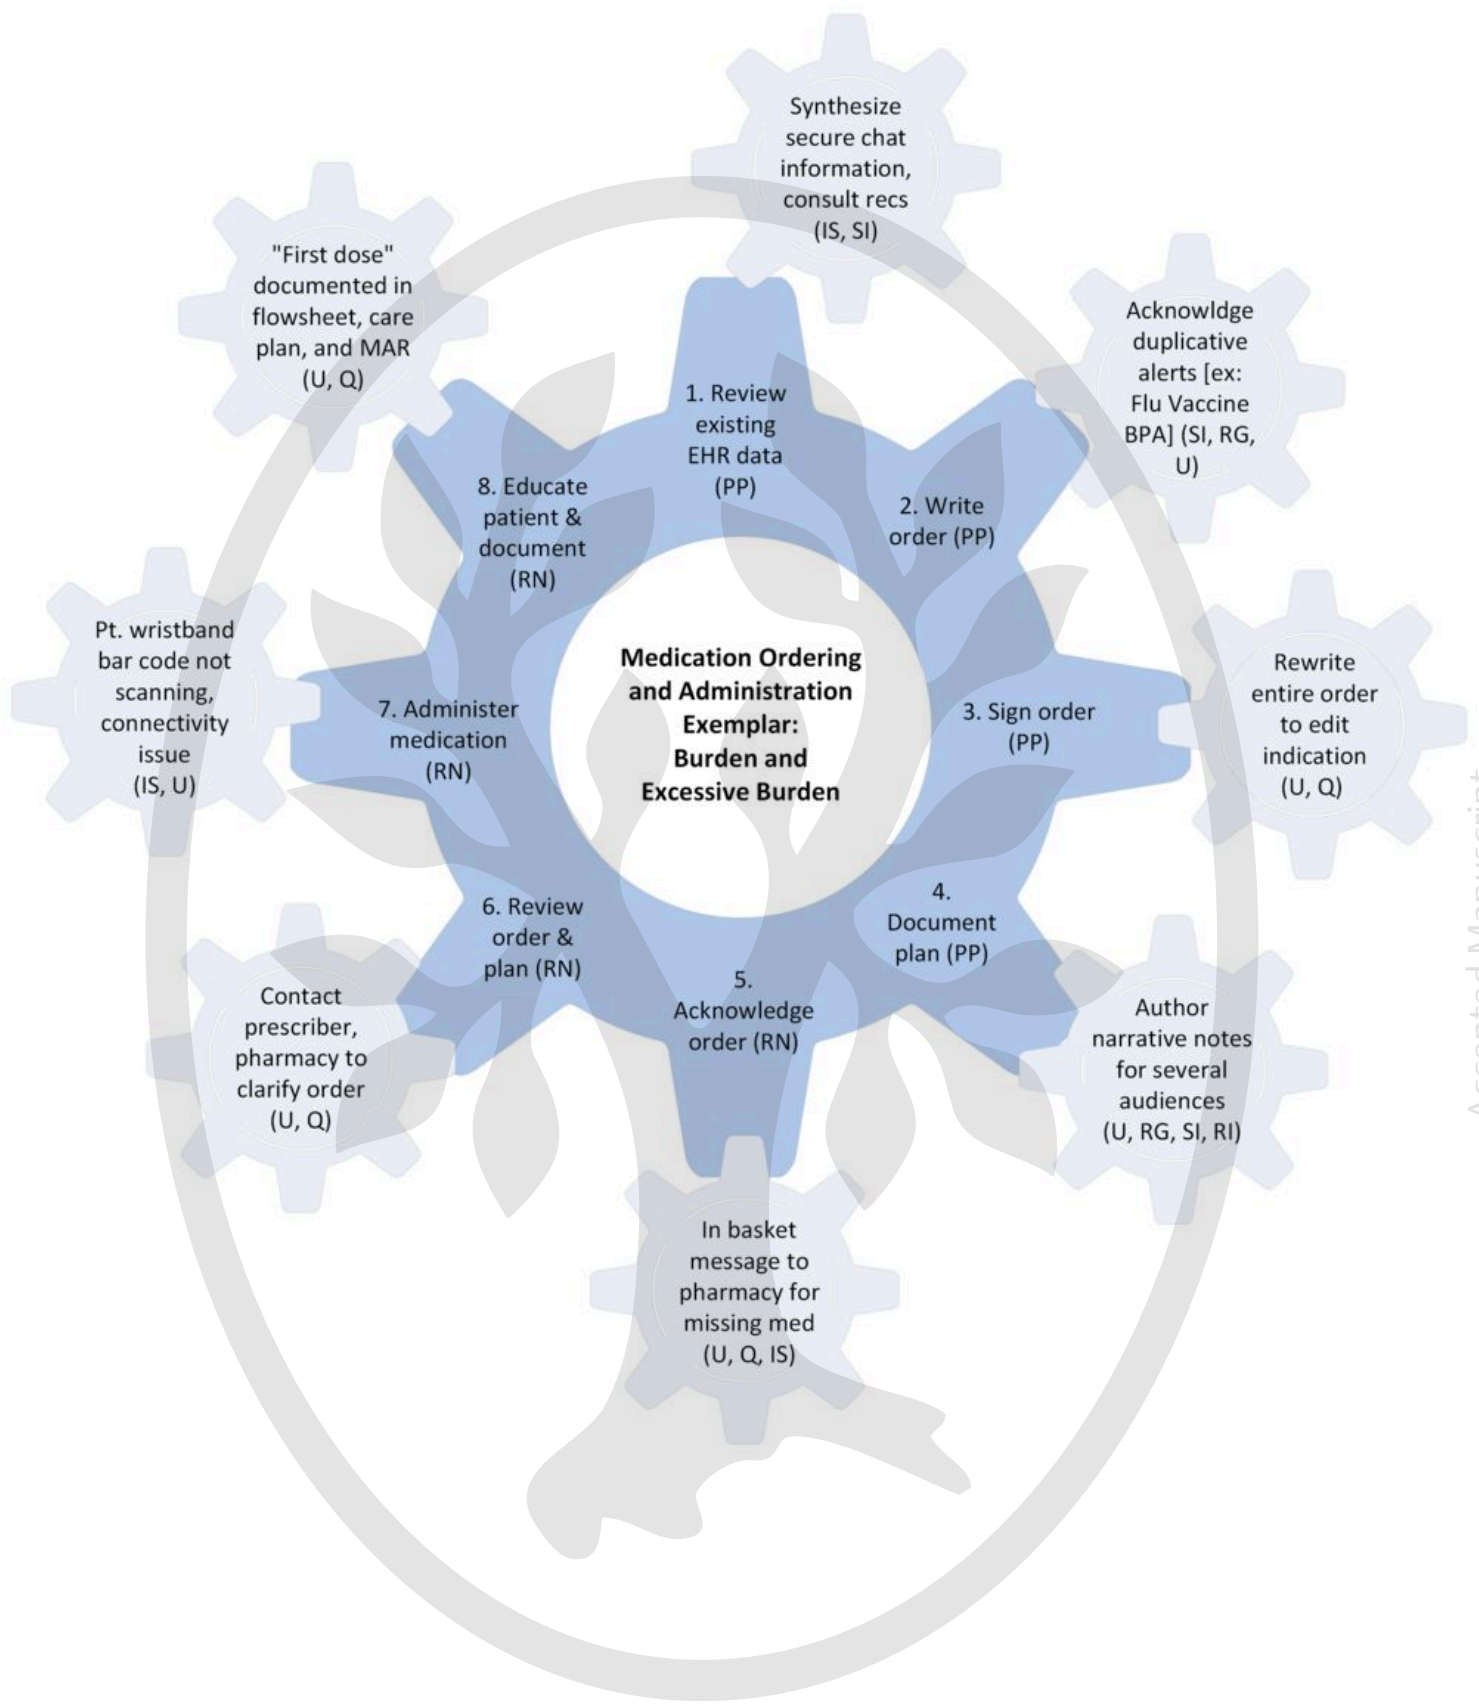 Synthesize
secure chat
information,
consult recs
(IS, SI)
"First dose"
documented in
flowsheet, care
plan, and MAR
(U, Q)
Acknowldge
duplicative
alerts [ex:
Flu Vaccine
BPA] (SI, RG,
U)
1. Review
existing
EHR data
(PP)
8. Educate
patient &
document
(RN)
2. Write
order (PP)
Pt. wristband
bar code not
scanning,
connectivity
issue
(IS, U)
7. Administer
medication
(RN)
Medication Ordering
and Administration
Exemplar:
Burden and
Excessive Burden
3. Sign order
(PP)
Rewrite
entire order
to edit
indication
(U, Q)
6. Review
order &
plan (RN)
4.
Document
plan (PP)
5.
Acknowledge
order (RN)
Contact
prescriber,
pharmacy to
clarify order
(U, Q)
Author
narrative notes
for several
audiences
(U, RG, SI, RI)
In basket
message to
pharmacy for
missing med
(U, Q, IS)
Accepted Manuscript